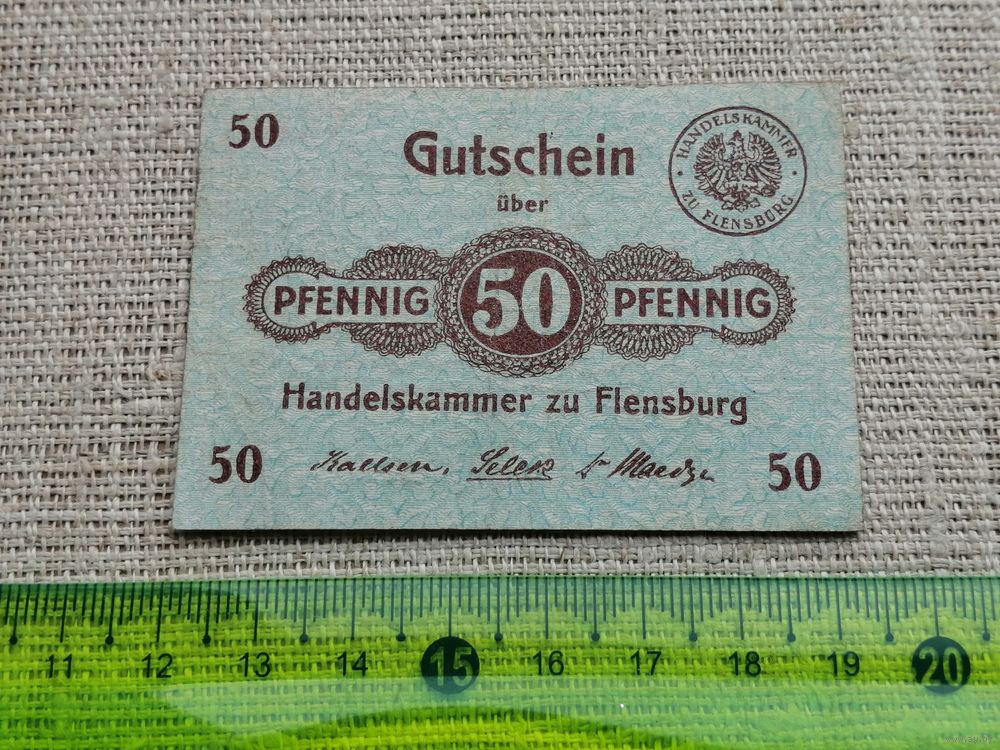 50
Gutschein
HANDELSKAMMER
ZU FLENSBURG
über
PFENNIG 50 PFENNIG
Handelskammer zu Flensburg
50
50
11 12 13 14 15 16 17 18 19 20